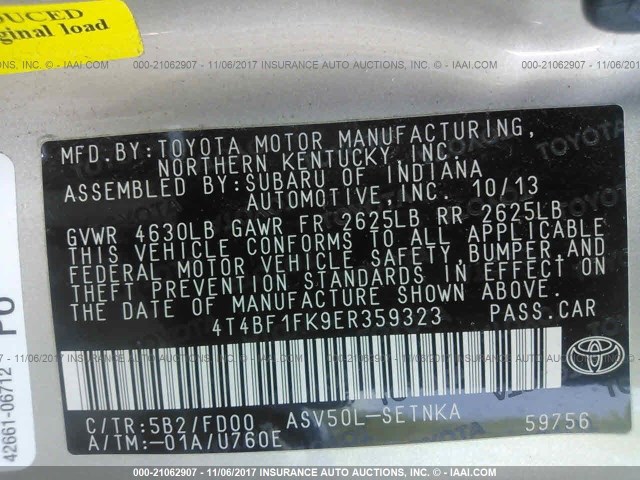 DUCED
iginal load
000-21062907 - 11/06/2017 INSURANCE AUTO AUCTIONS, INC. © - IAAI.COM
MFD.BY:TOYOTA MOTOR MANUFACTURING,
NORTHERN KENTUCKY,INC.
ASSEMBLED BY:SUBARU OF INDIANA
AUTOMOTIVE,INC. 10/13
GVWR 4630LB GAWR FR 2625LB RR 2625LB
THIS VEHICLE CONFORMS TO ALL APPLICABLE
FEDERAL MOTOR VEHICLE SAFETY,BUMPER,AND
THEFT PREVENTION STANDARDS IN EFFECT ON
THE DATE OF MANUFACTURE SHOWN ABOVE.
4T4BF1FK9ER359323 PASS.CAR
C/TR:5B2/FD00 ASV50L-SETNKA
A/TM:-01A/U760E 59756
42661-06712 PO
000-21062907 - 11/06/2017 INSURANCE AUTO AUCTIONS, INC. © - IAAI.COM